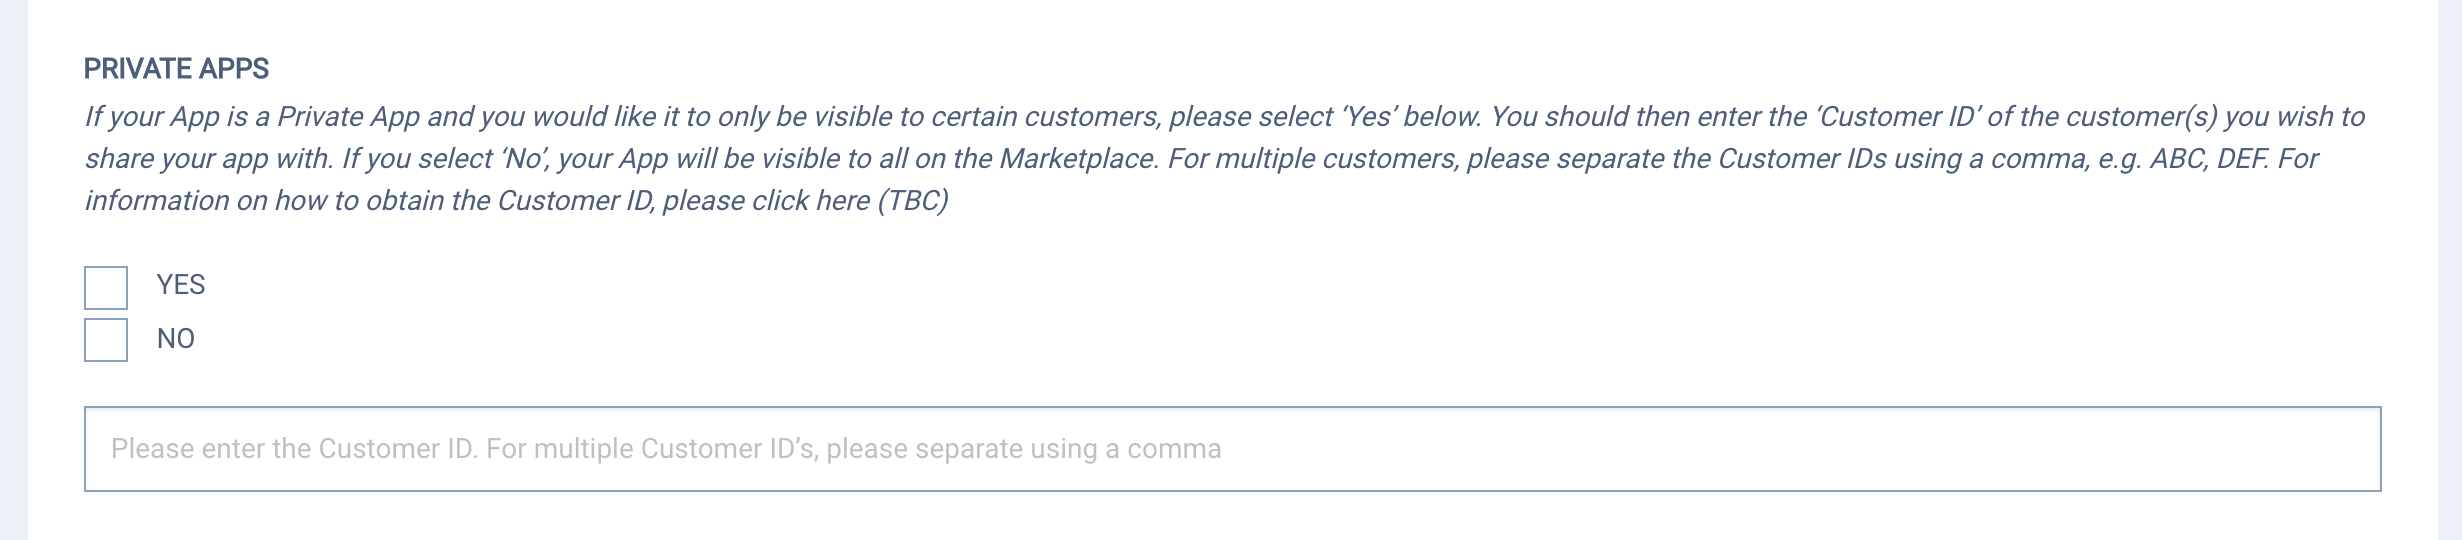 PRIVATE APPS
If your App is a Private App and you would like it to only be visible to certain customers, please select ‘Yes’ below. You should then enter the ‘Customer ID’ of the customer(s) you wish to
share your app with. If you select ‘No’, your App will be visible to all on the Marketplace. For multiple customers, please separate the Customer IDs using a comma, e.g. ABC, DEF. For
information on how to obtain the Customer ID, please click here (TBC)
YES
NO
Please enter the Customer ID. For multiple Customer ID’s, please separate using a comma